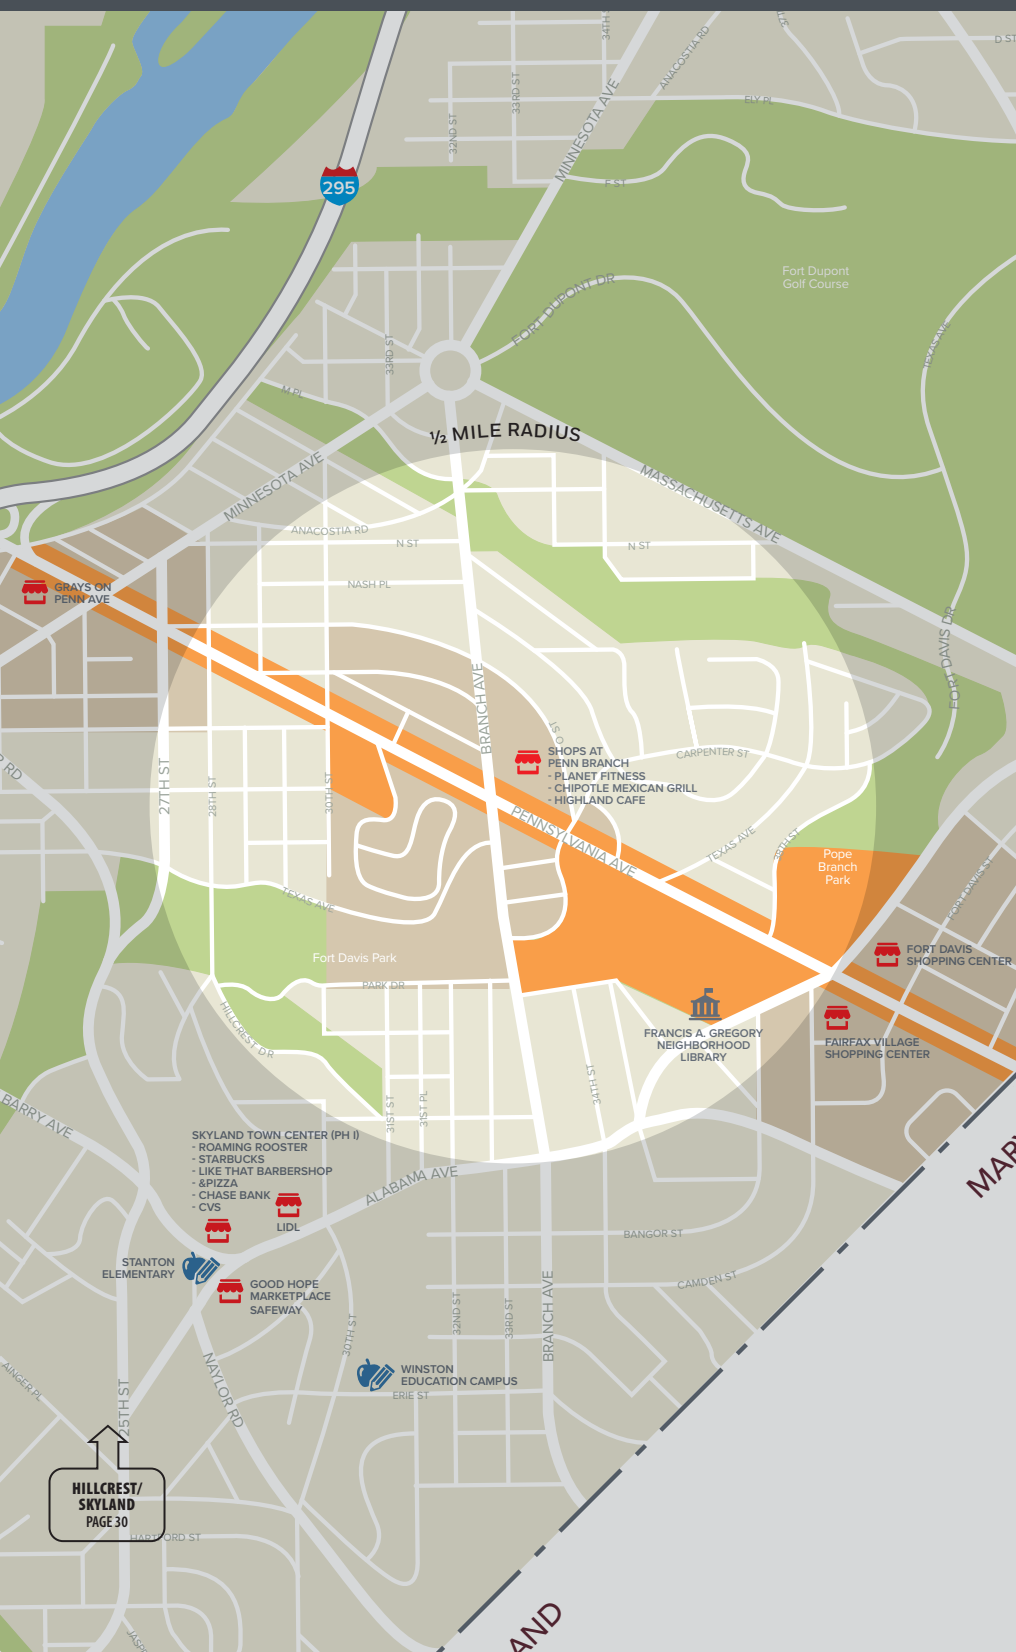 34TH S
37T
D ST
ANACOSTIA RD
33RD ST
ELY PL
32ND ST
MINNESOTA AVE
295
F ST
Fort Dupont
Golf Course
FORT DUPONT DR
TEXAS AVE
33RD ST
M PL
½ MILE RADIUS
MINNESOTA AVE
MASSACHUSETTS AVE
ANACOSTIA RD
N ST
N ST
NASH PL
GRAYS ON
PENN AVE
FORT DAVIS DR
BRANCH AVE
O ST
SHOPS AT
PENN BRANCH
- PLANET FITNESS
- CHIPOTLE MEXICAN GRILL
- HIGHLAND CAFE
CARPENTER ST
RD
27TH ST
28TH ST
30TH ST
PENNSYLVANIA AVE
TEXAS AVE
38TH ST
Pope
Branch
Park
FORT DAVIS ST
TEXAS AVE
Fort Davis Park
FORT DAVIS
SHOPPING CENTER
PARK DR
HILLCREST DR
FRANCIS A. GREGORY
NEIGHBORHOOD
LIBRARY
FAIRFAX VILLAGE
SHOPPING CENTER
34TH ST
31ST ST
31ST PL
BARRY AVE
SKYLAND TOWN CENTER (PH I)
- ROAMING ROOSTER
- STARBUCKS
- LIKE THAT BARBERSHOP
- &PIZZA
- CHASE BANK
- CVS
LIDL
ALABAMA AVE
MARY
BANGOR ST
STANTON
ELEMENTARY
GOOD HOPE
MARKETPLACE
SAFEWAY
CAMDEN ST
32ND ST
33RD ST
BRANCH AVE
30TH ST
WINSTON
EDUCATION CAMPUS
ERIE ST
NAYLOR RD
AINGER PL
25TH ST
HILLCREST/
SKYLAND
PAGE 30
HARTFORD ST
JASP
AND